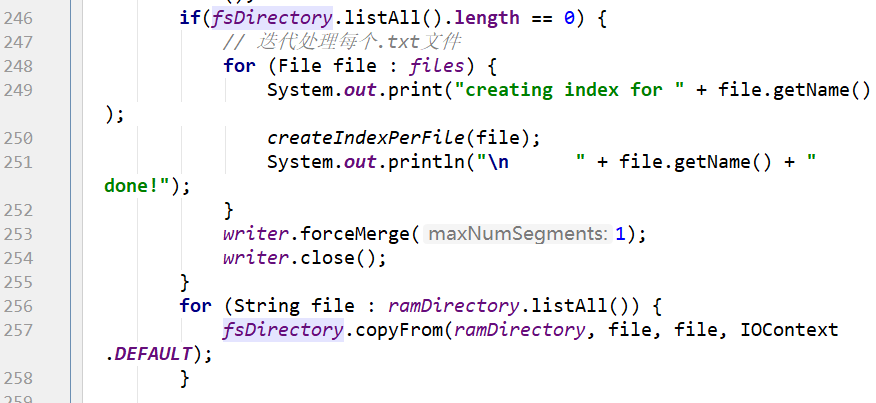 246 if(fsDirectory.listAll().length == 0) {
247 // 迭代处理每个.txt文件
248 for (File file : files) {
249 System.out.print("creating index for " + file.getName()
);
250 createIndexPerFile(file);
251 System.out.println("\n      " + file.getName() + "
done!");
252 }
253 writer.forceMerge( maxNumSegments: 1);
254 writer.close();
255 }
256 for (String file : ramDirectory.listAll()) {
257 fsDirectory.copyFrom(ramDirectory, file, file, IOContext
.DEFAULT);
258 }
259